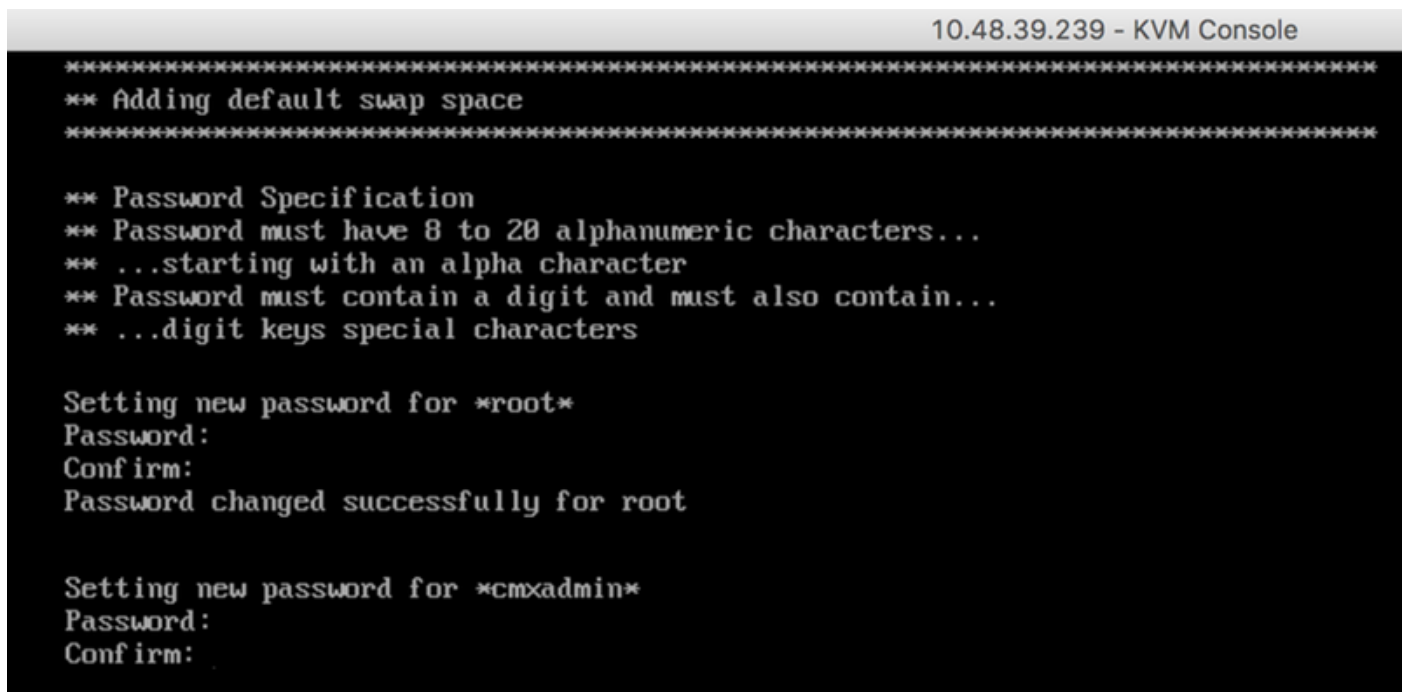 10.48.39.239 - KVM Console
********************************************************************************
** Adding default swap space
********************************************************************************
** Password Specification
** Password must have 8 to 20 alphanumeric characters...
** ...starting with an alpha character
** Password must contain a digit and must also contain...
** ...digit keys special characters
Setting new password for *root*
Password:
Confirm:
Password changed successfully for root
Setting new password for *cmxadmin*
Password:
Confirm: